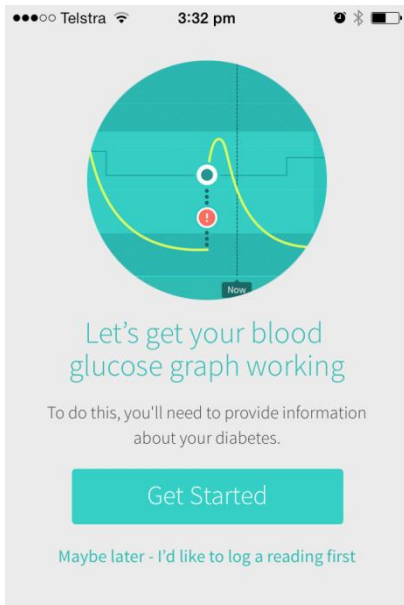 Telstra 3:32 pm
Now
Let's get your blood
glucose graph working
To do this, you'll need to provide information
about your diabetes.
Get Started
Maybe later - I'd like to log a reading first